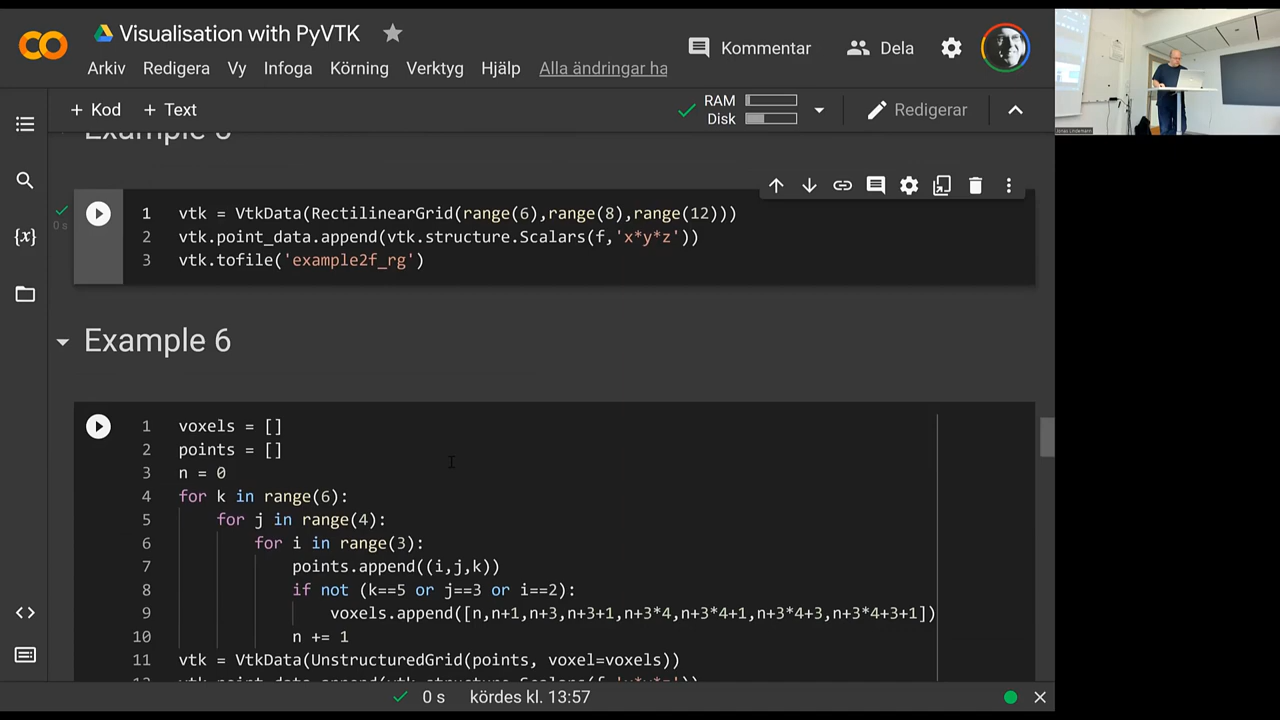 Visualisation with PyVTK
Kommentar
Dela
Arkiv Redigera Vy Infoga Körning Verktyg Hjälp Alla ändringar ha
+ Kod + Text
RAM
Disk
Redigerar
0 s
1 vtk = VtkData(RectilinearGrid(range(6),range(8),range(12)))
2 vtk.point_data.append(vtk.structure.Scalars(f,'x*y*z'))
3 vtk.tofile('example2f_rg')
Example 6
1 voxels = []
2 points = []
3 n = 0
4 for k in range(6):
5 for j in range(4):
6 for i in range(3):
7 points.append((i,j,k))
8 if not (k==5 or j==3 or i==2):
9 voxels.append([n,n+1,n+3,n+3+1,n+3*4,n+3*4+1,n+3*4+3,n+3*4+3+1])
10 n += 1
11 vtk = VtkData(UnstructuredGrid(points, voxel=voxels))
0 s kördes kl. 13:57
Jonas Lindemann